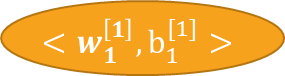 < w₁^[1], b₁^[1] >